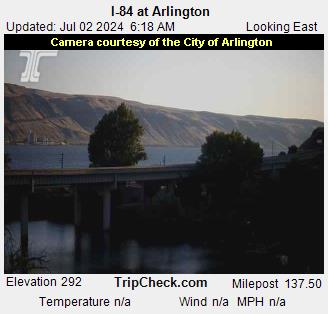 I-84 at Arlington
Updated: Jul 02 2024 6:18 AM Looking East
Camera courtesy of the City of Arlington
Elevation 292 TripCheck.com Milepost 137.50
Temperature n/a Wind n/a MPH n/a